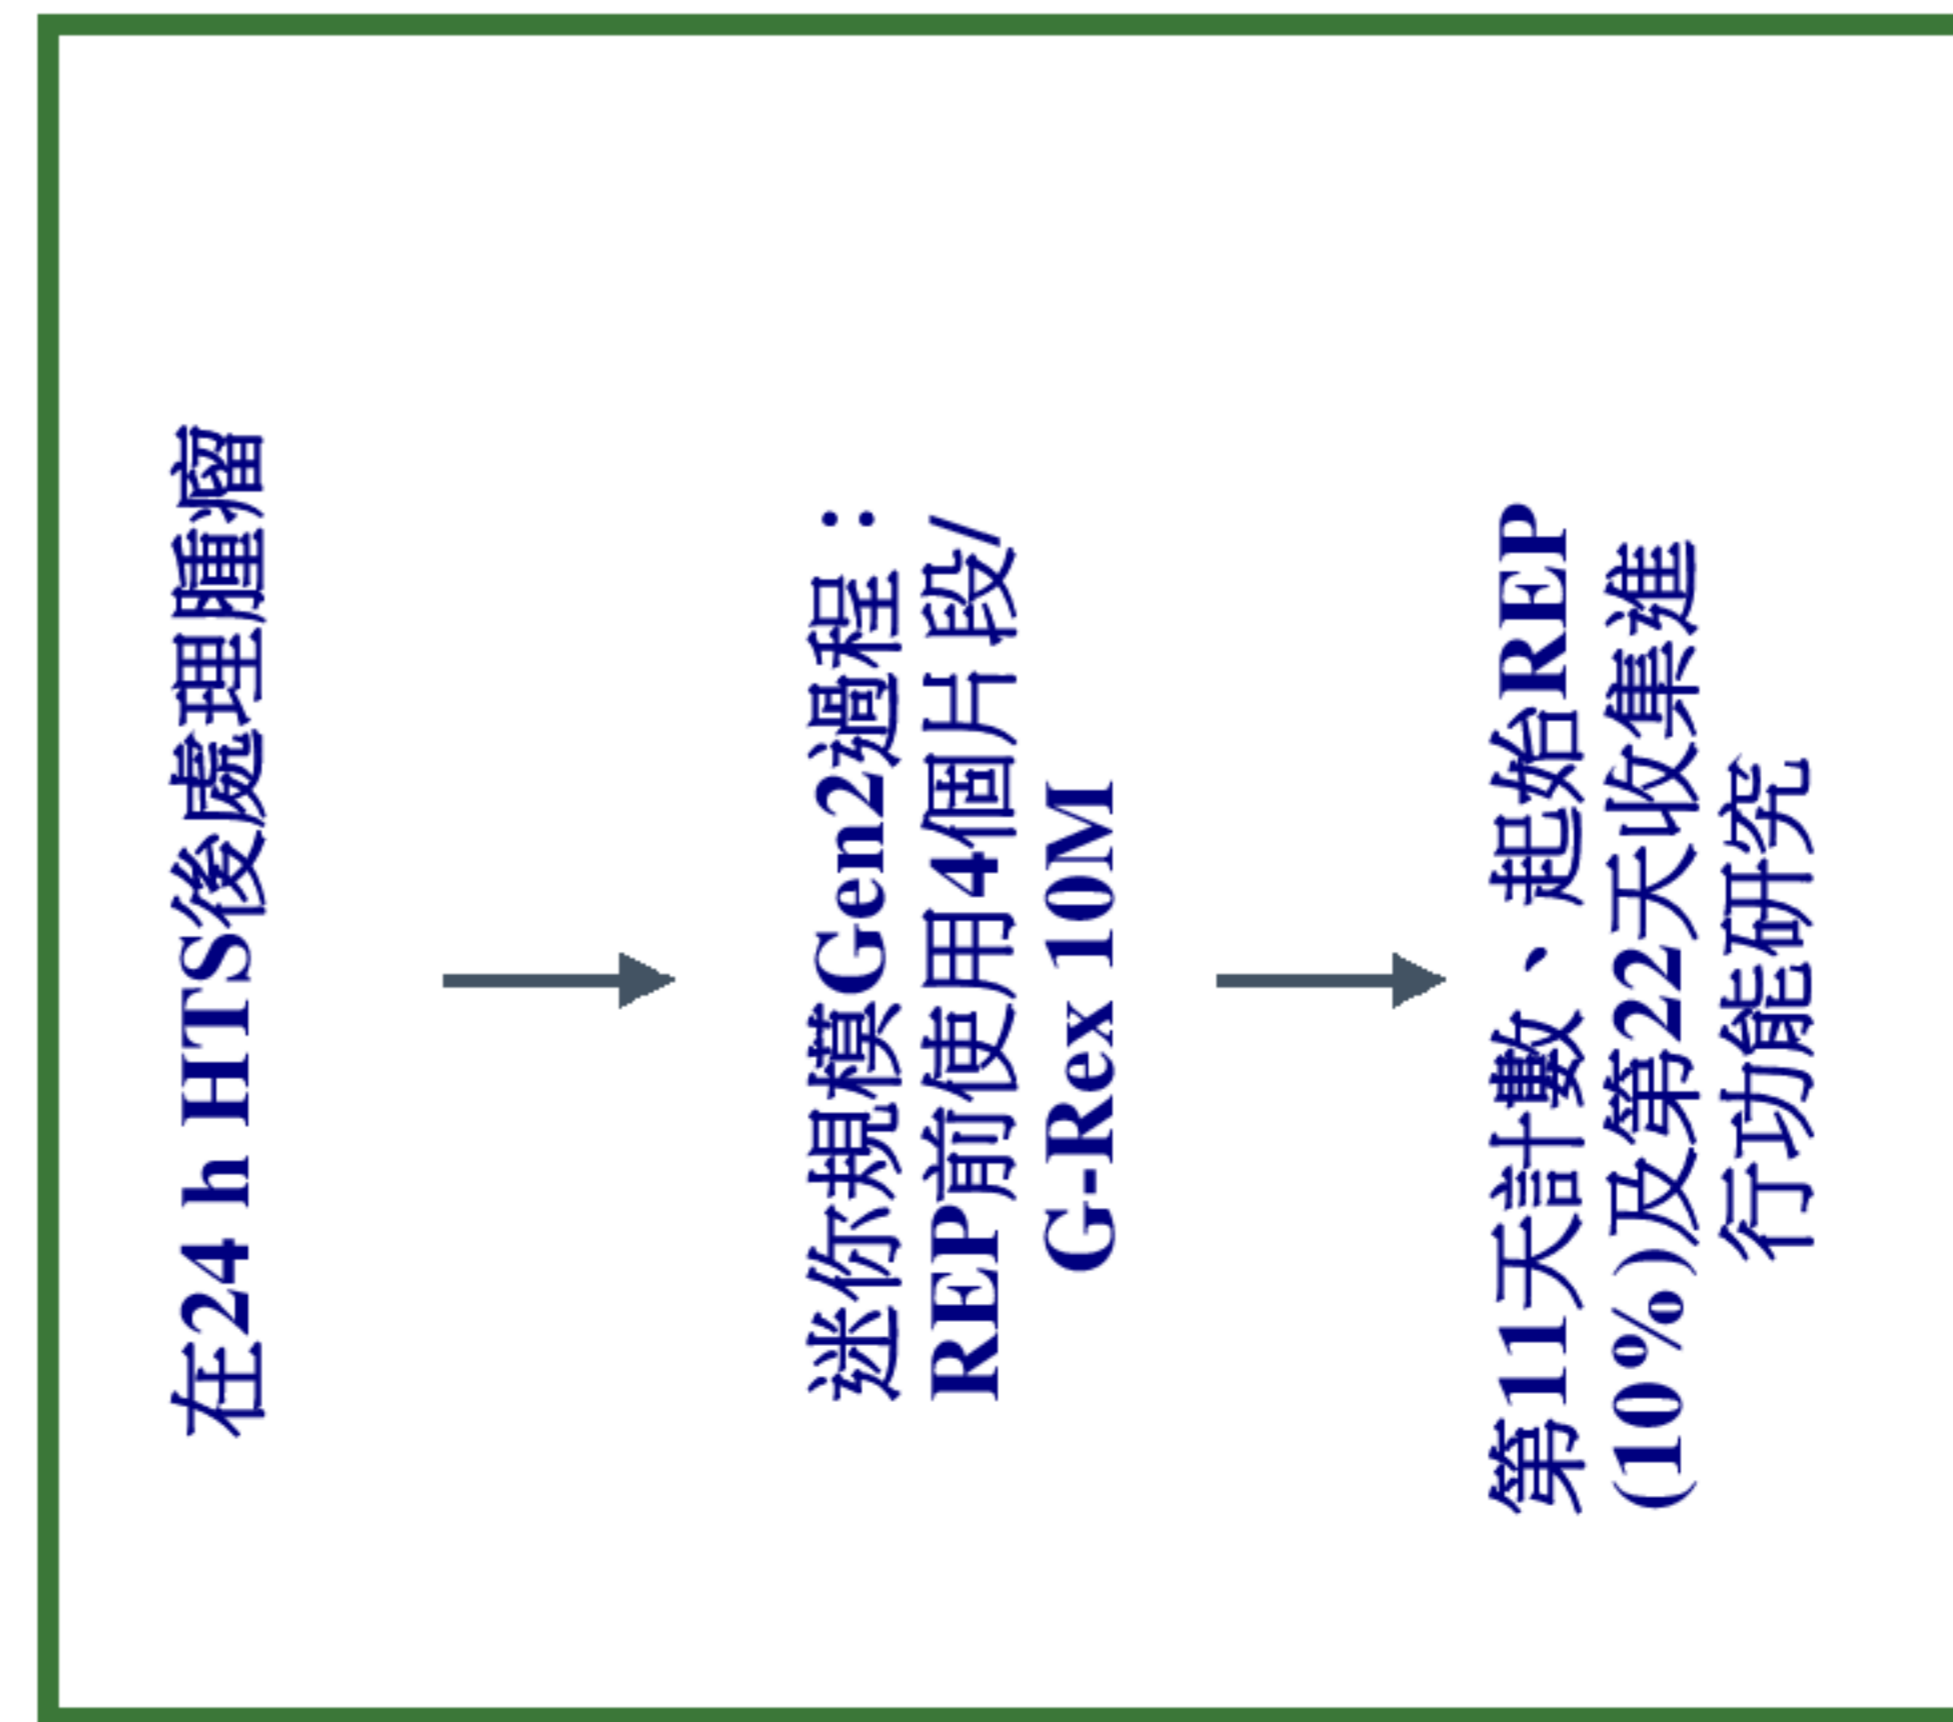 在24 h HTS後處理腫瘤
迷你規模Gen2過程：
REP前使用4個片段/
G-Rex 10M
第11天計數、起始REP
(10%)及第22天收集進
行功能研究